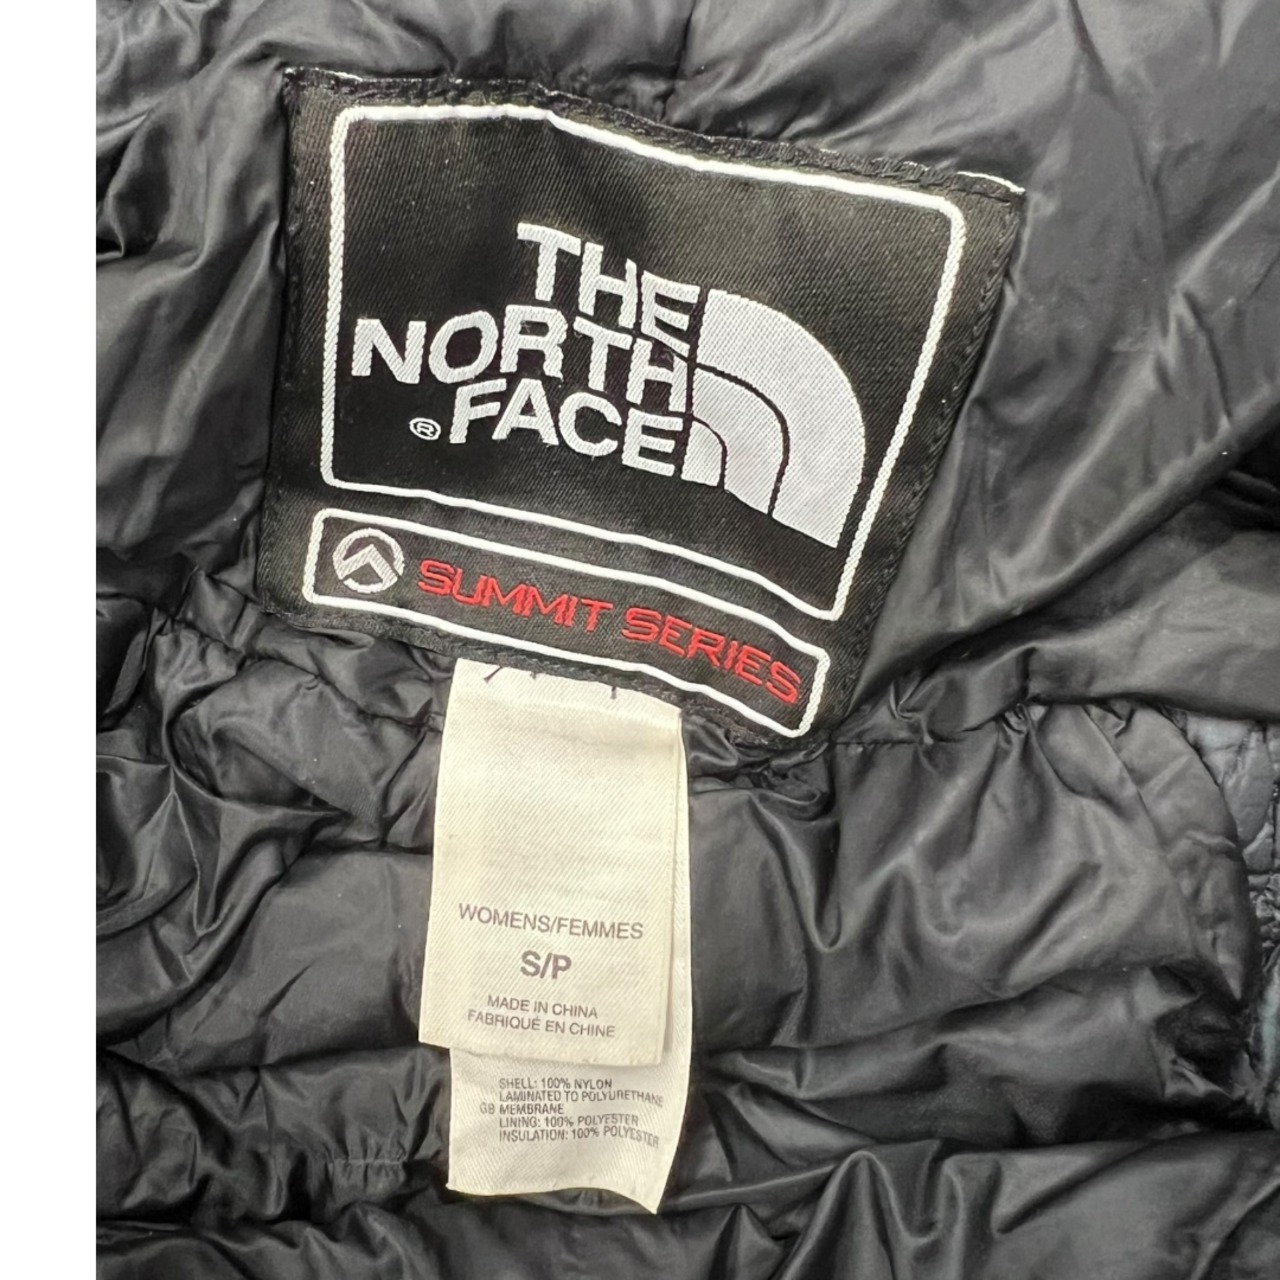 THE
NORTH
® FACE
SUMMIT SERIES
WOMENS/FEMMES
S/P
MADE IN CHINA
FABRIQUÉ EN CHINE
SHELL: 100% NYLON
LAMINATED TO POLYURETHANE
GB MEMBRANE
LINING: 100% POLYESTER
INSULATION: 100% POLYESTER